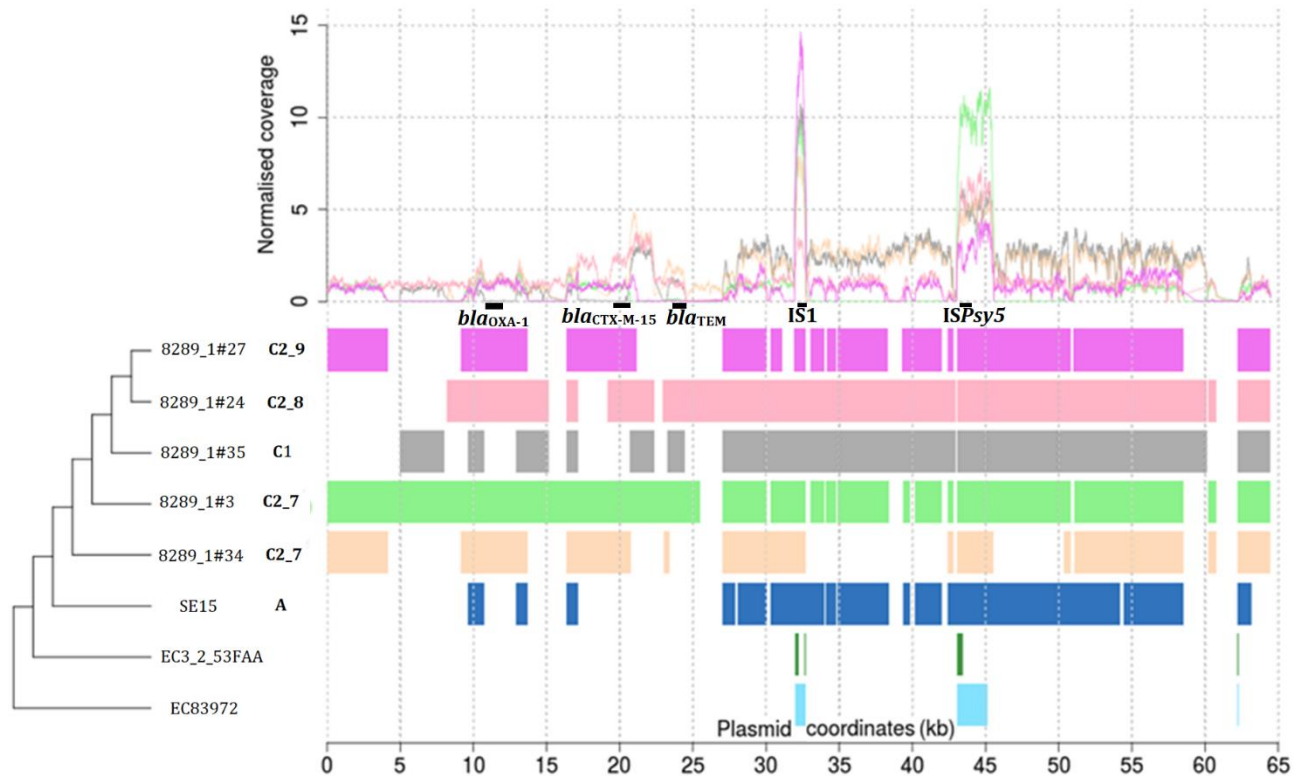 15
10
5
0
Normalised coverage
blaOXA-1
blaCTX-M-15
blaTEM
IS1
ISPsy5
8289_1#27 C2_9
8289_1#24 C2_8
8289_1#35 C1
8289_1#3 C2_7
8289_1#34 C2_7
SE15 A
EC3_2_53FAA
EC83972
Plasmid coordinates (kb)
0 5 10 15 20 25 30 35 40 45 50 55 60 65